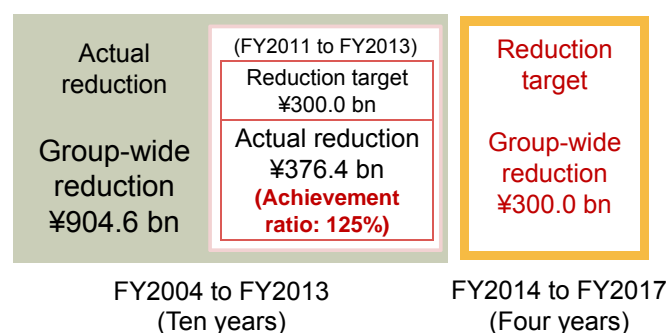 Actual
reduction
Group-wide
reduction
¥904.6 bn
(FY2011 to FY2013)
Reduction target
¥300.0 bn
Actual reduction
¥376.4 bn
(Achievement
ratio: 125%)
Reduction
target
Group-wide
reduction
¥300.0 bn
FY2004 to FY2013
(Ten years)
FY2014 to FY2017
(Four years)